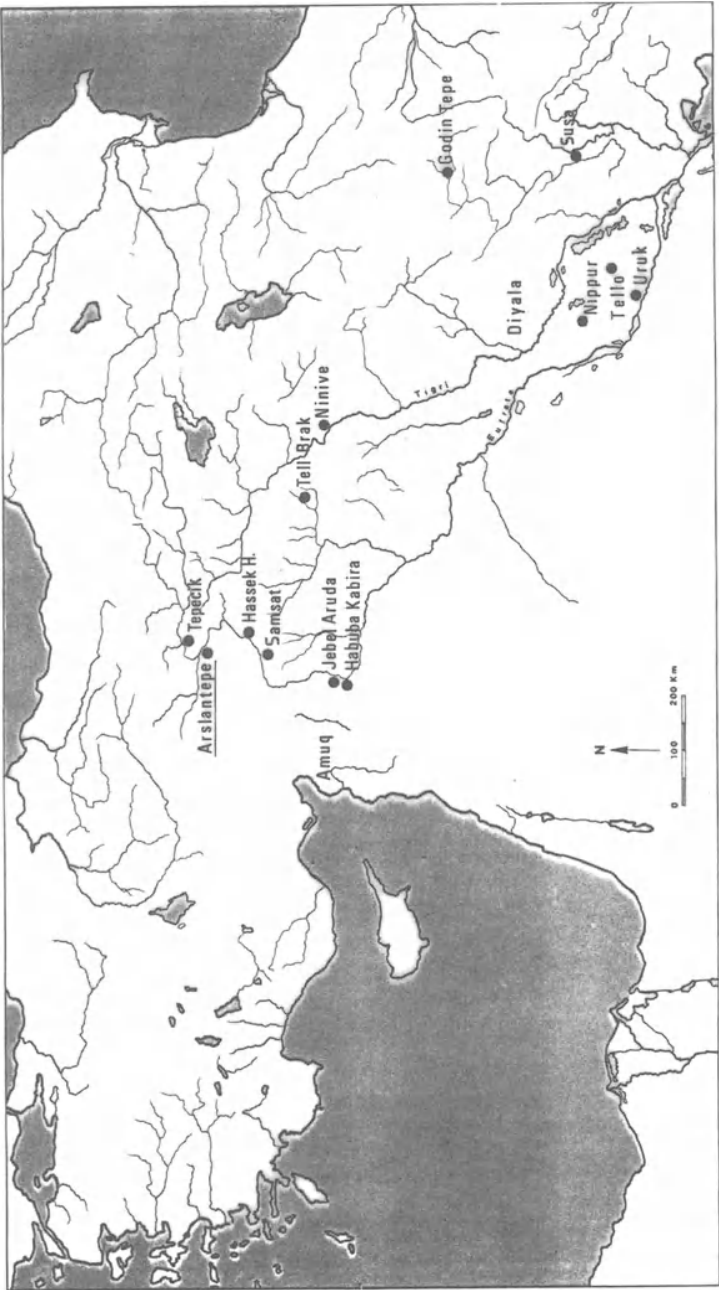 Tepecik
Arslantepe
Hassek H.
Samsat
Jebel Aruda
Habuba Kabira
Amuq
Tell Brak
Ninive
Tigri
Eufrate
Diyala
Godin Tepe
Susa
Nippur
Tello
Uruk
N
0 100 200 Km